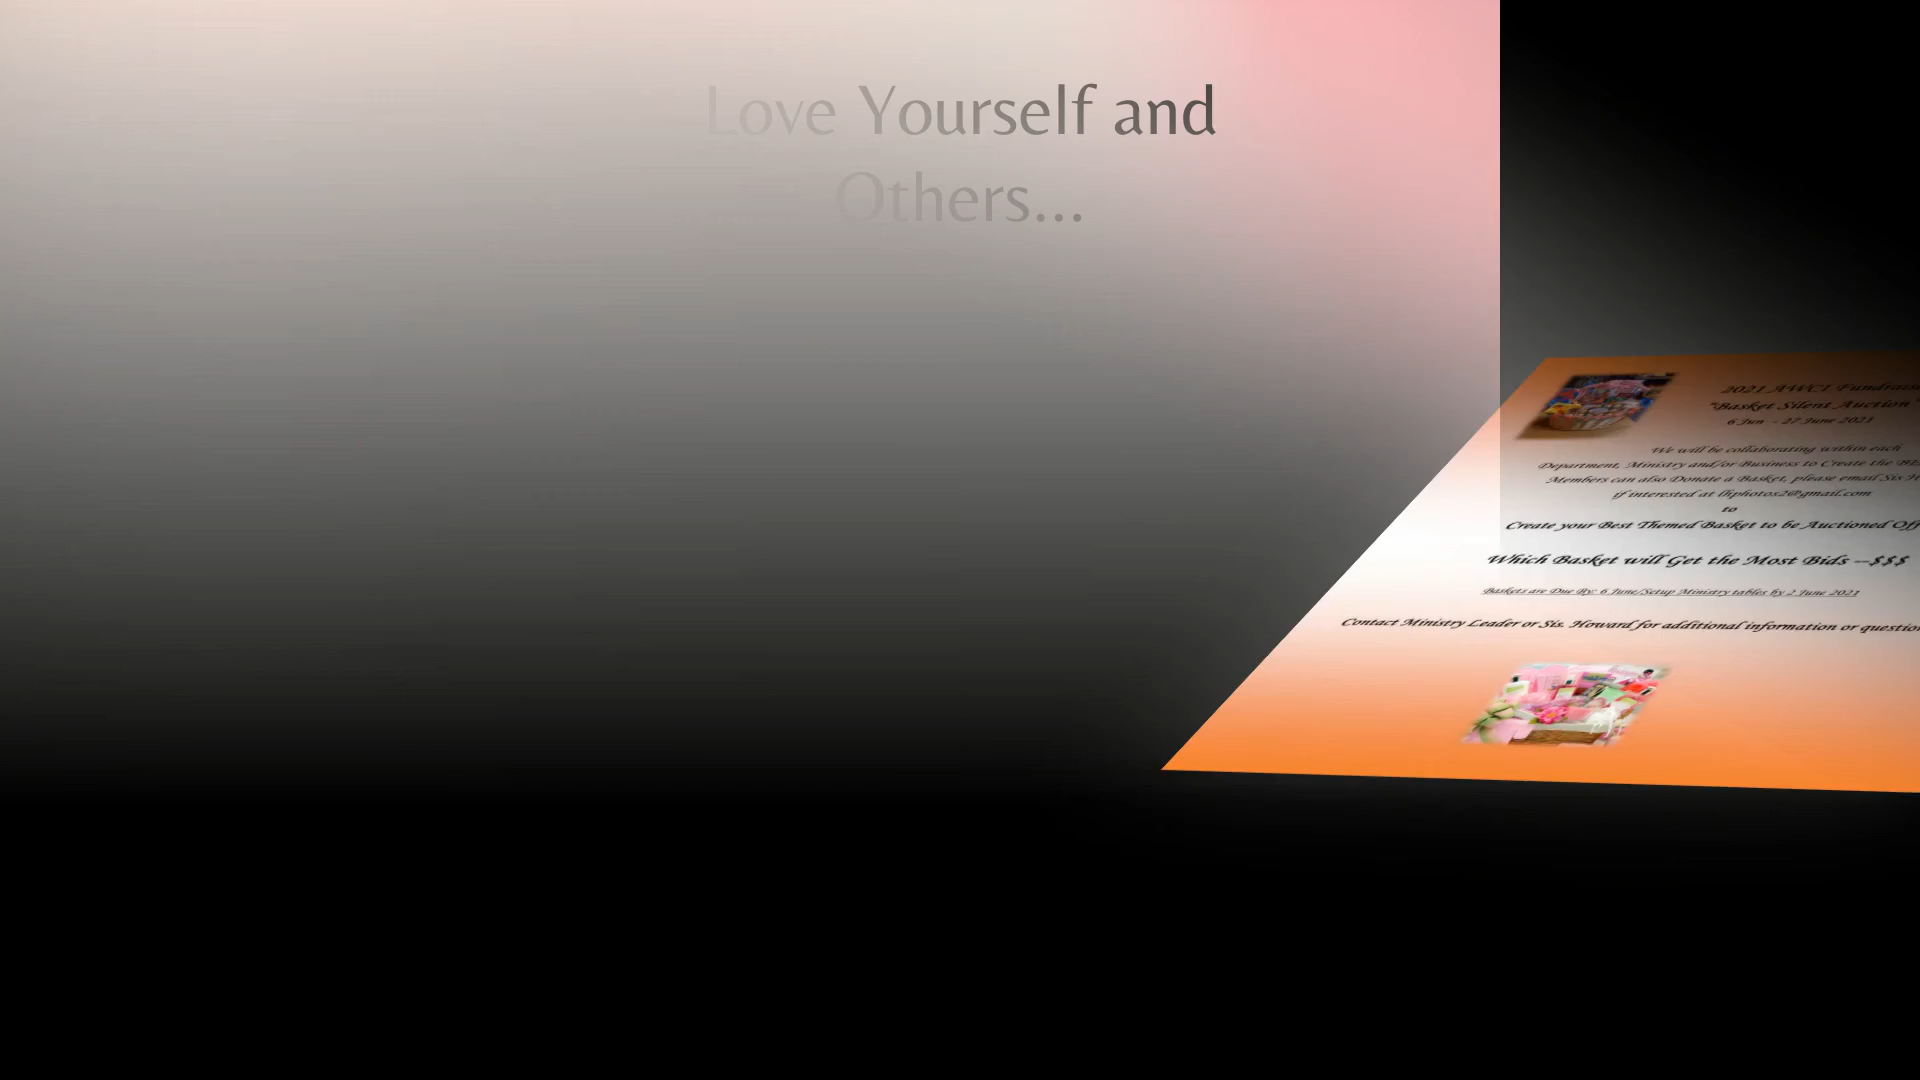 Love Yourself and
Others...
2021 AWCI
"Basket Silent Auction"
6 Jun - 27 June 2021
We will be collaborating within each
Department, Ministry and/or Business to Create the
Members can also Donate a Basket, please email Sis
if interested at lhphotos2@gmail.com
to
Create your Best Themed Basket to be Auctioned Off
Which Basket will Get the Most Bids --$$$
Baskets are Due By: 6 June/Setup Ministry tables by 2 June 2021
Contact Ministry Leader or Sis. Howard for additional information or